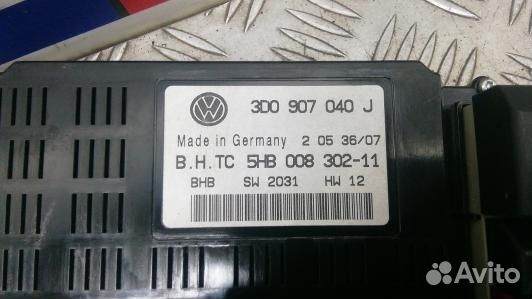 3D0 907 040 J
Made in Germany 2 05 36/07
B.H.TC 5HB 008 302-11
BHB SW 2031 HW 12
Avito